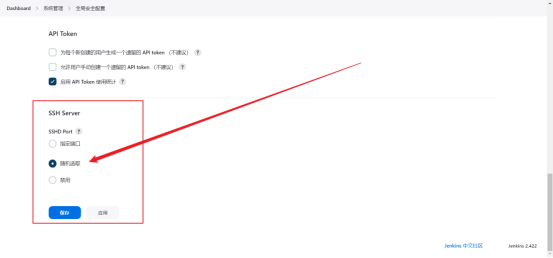 Dashboard > 系统管理 > 全局安全配置
API Token
为每个新创建的用户生成一个遗留的 API token （不建议） ?
允许用户手动创建一个遗留的 API token （不建议） ?
启用 API Token 使用统计 ?
SSH Server
SSHD Port ?
指定端口
随机选取
禁用
保存 应用
Jenkins 中文社区 Jenkins 2.422